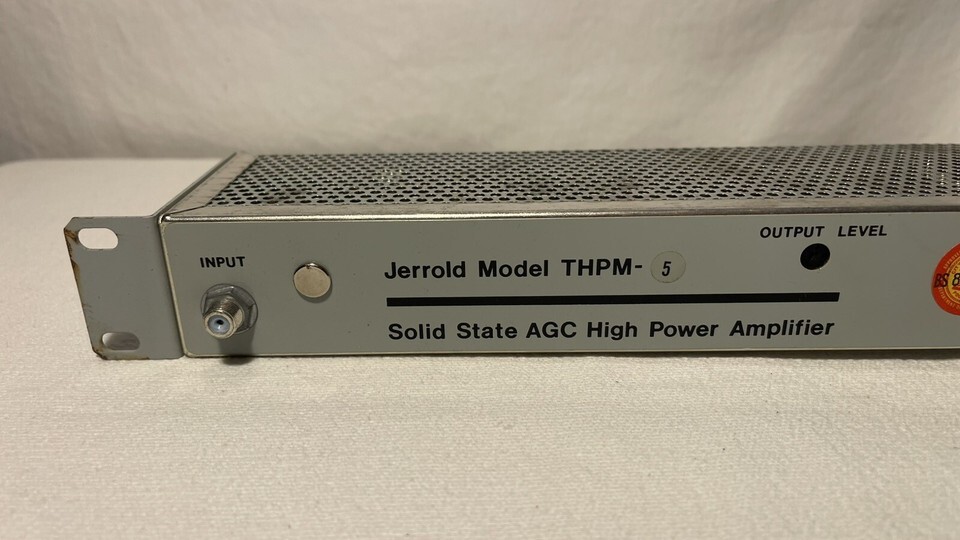 OUTPUT LEVEL
INPUT
Jerrold Model THPM- 5
Solid State AGC High Power Amplifier